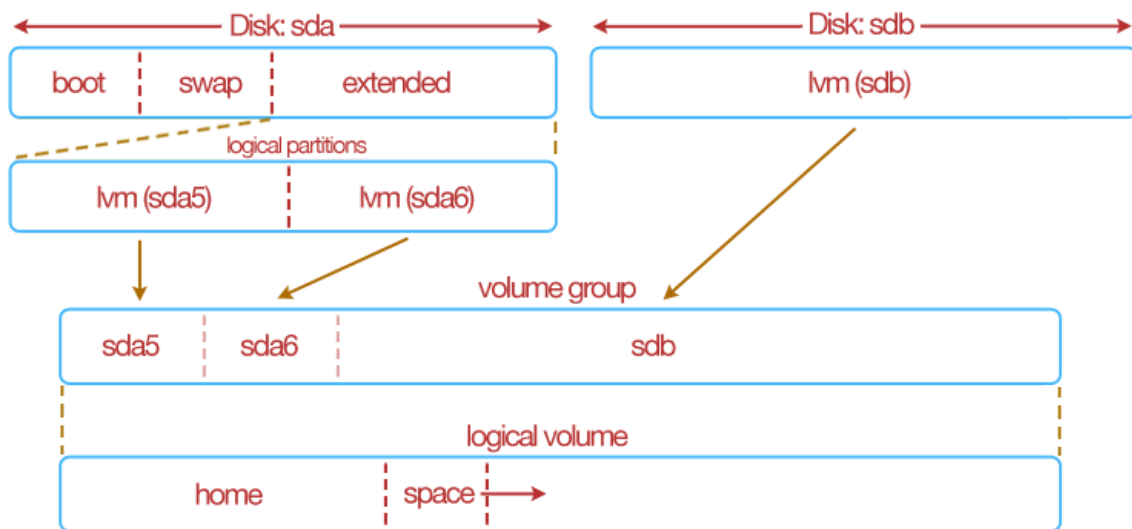 Disk: sda
Disk: sdb
boot
swap
extended
lvm (sdb)
logical partitions
lvm (sda5)
lvm (sda6)
volume group
sda5
sda6
sdb
logical volume
home
space